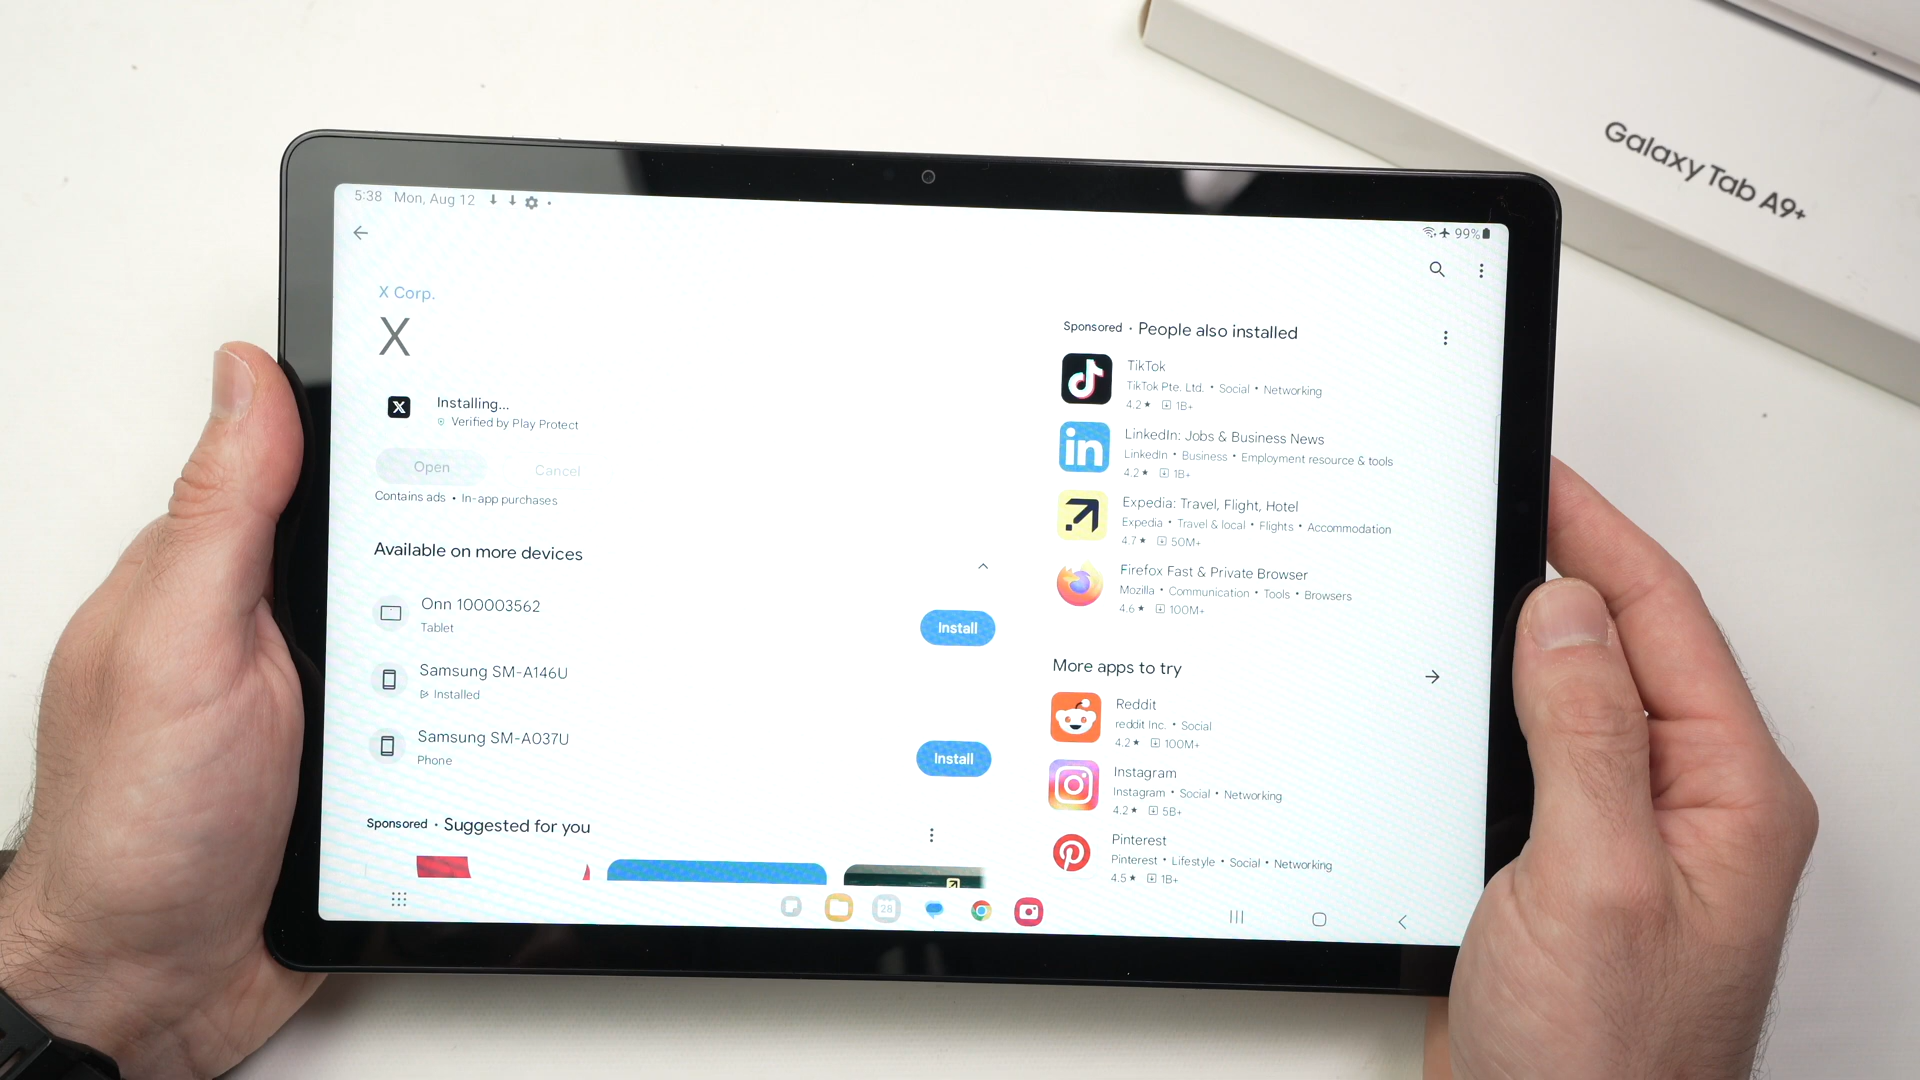 Galaxy Tab A9+
5:38 Mon, Aug 12
99%
X Corp.
X
Installing...
Verified by Play Protect
Open Cancel
Contains ads • In-app purchases
Available on more devices
Onn 100003562
Tablet
Install
Samsung SM-A146U
Installed
Samsung SM-A037U
Phone
Install
Sponsored · Suggested for you
Sponsored · People also installed
TikTok
TikTok Pte. Ltd. • Social • Networking
4.2★ 1B+
in
LinkedIn: Jobs & Business News
LinkedIn • Business • Employment resource & tools
4.2★ 1B+
Expedia: Travel, Flight, Hotel
Expedia • Travel & local • Flights • Accommodation
4.7★ 50M+
Firefox Fast & Private Browser
Mozilla • Communication • Tools • Browsers
4.6★ 100M+
More apps to try
Reddit
reddit Inc. • Social
4.2★ 100M+
Instagram
Instagram • Social • Networking
4.2★ 5B+
Pinterest
Pinterest • Lifestyle • Social • Networking
4.5★ 1B+
28